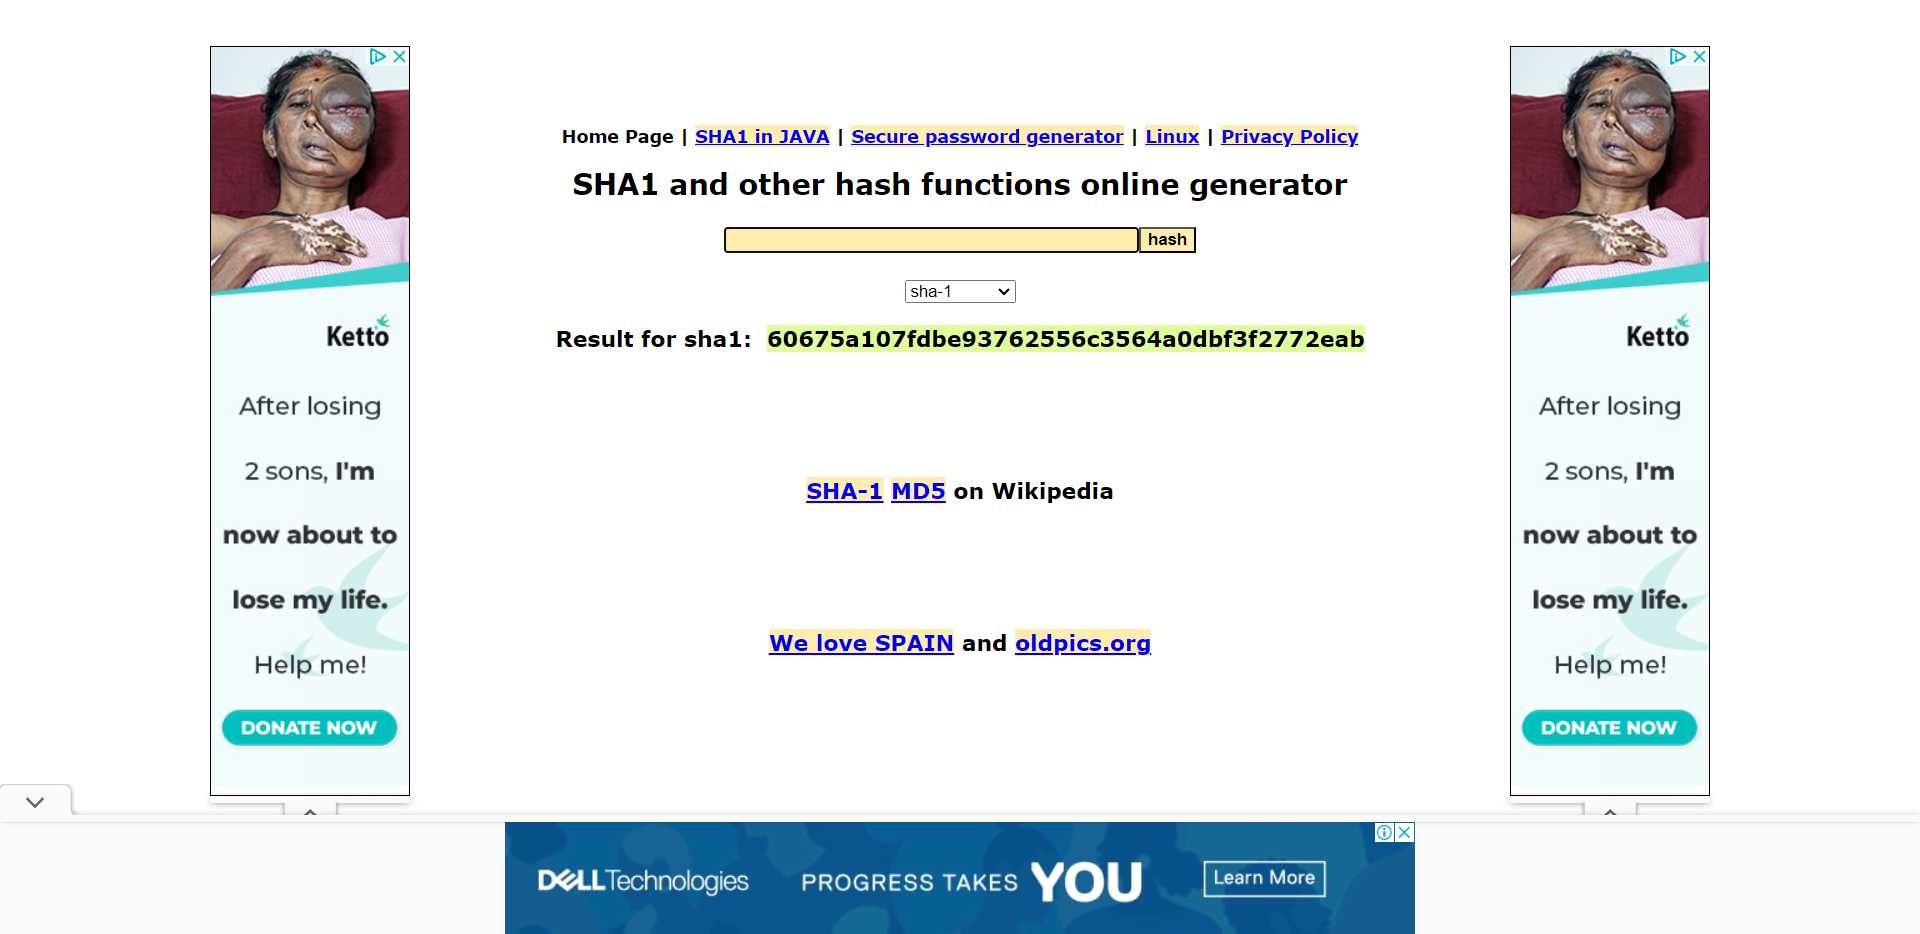 Home Page | SHA1 in JAVA | Secure password generator | Linux | Privacy Policy
SHA1 and other hash functions online generator
hash
sha-1
Result for sha1: 60675a107fdbe93762556c3564a0dbf3f2772eab
SHA-1 MD5 on Wikipedia
We love SPAIN and oldpics.org
Ketto
After losing
2 sons, I'm
now about to
lose my life.
Help me!
DONATE NOW
Ketto
After losing
2 sons, I'm
now about to
lose my life.
Help me!
DONATE NOW
DELLTechnologies PROGRESS TAKES YOU Learn More